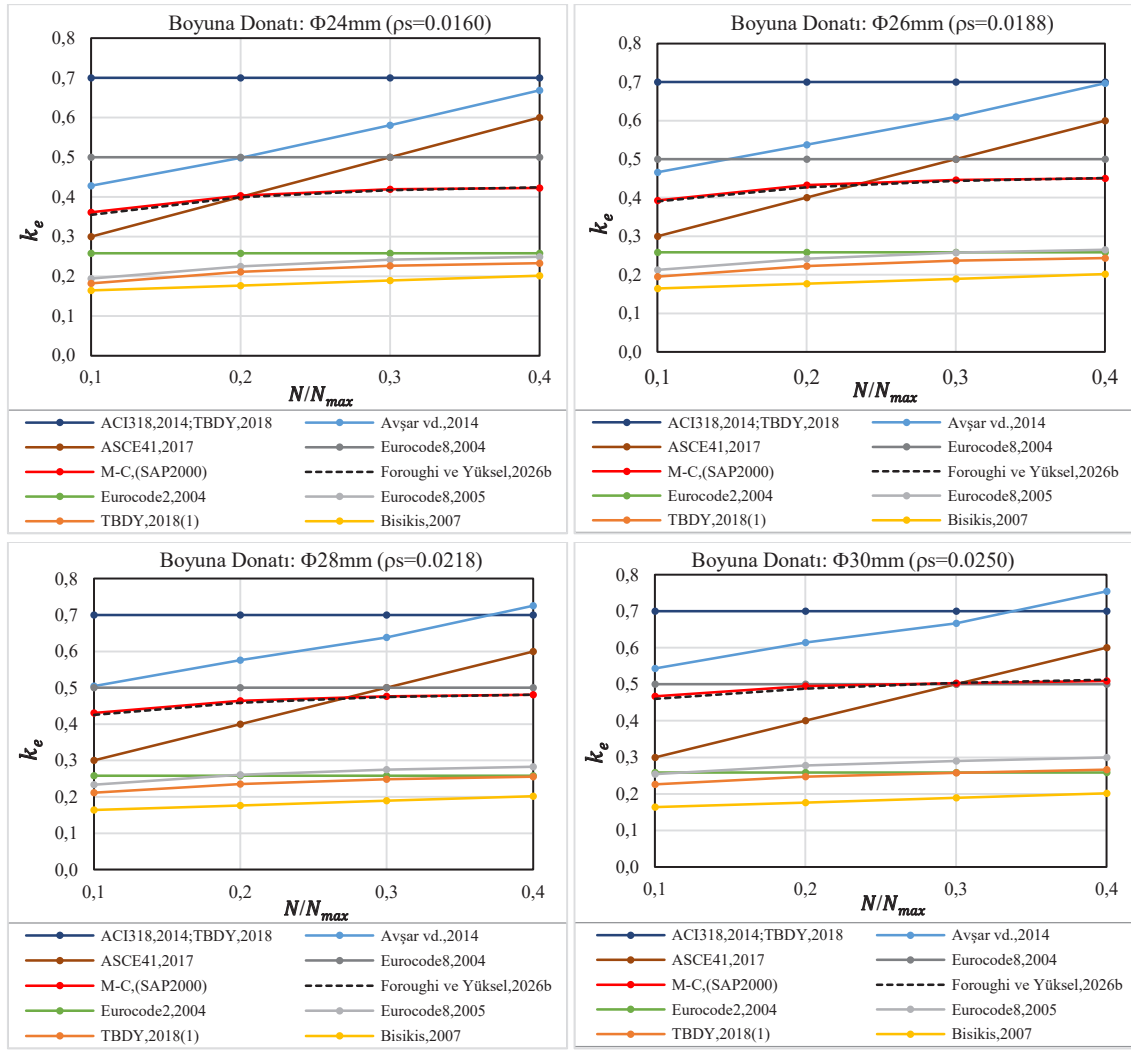 Boyuna Donatı: Φ24mm (ρs=0.0160)
0,8
0,7
0,6
0,5
0,4
0,3
0,2
0,1
0,0
k_e
0,1 0,2 0,3 0,4
N/N_max
ACI318,2014;TBDY,2018 Avşar vd.,2014
ASCE41,2017 Eurocode8,2004
M-C,(SAP2000) Foroughi ve Yüksel,2026b
Eurocode2,2004 Eurocode8,2005
TBDY,2018(1) Bisikis,2007
Boyuna Donatı: Φ26mm (ρs=0.0188)
0,8
0,7
0,6
0,5
0,4
0,3
0,2
0,1
0,0
k_e
0,1 0,2 0,3 0,4
N/N_max
ACI318,2014;TBDY,2018 Avşar vd.,2014
ASCE41,2017 Eurocode8,2004
M-C,(SAP2000) Foroughi ve Yüksel,2026b
Eurocode2,2004 Eurocode8,2005
TBDY,2018(1) Bisikis,2007
Boyuna Donatı: Φ28mm (ρs=0.0218)
0,8
0,7
0,6
0,5
0,4
0,3
0,2
0,1
0,0
k_e
0,1 0,2 0,3 0,4
N/N_max
ACI318,2014;TBDY,2018 Avşar vd.,2014
ASCE41,2017 Eurocode8,2004
M-C,(SAP2000) Foroughi ve Yüksel,2026b
Eurocode2,2004 Eurocode8,2005
TBDY,2018(1) Bisikis,2007
Boyuna Donatı: Φ30mm (ρs=0.0250)
0,8
0,7
0,6
0,5
0,4
0,3
0,2
0,1
0,0
k_e
0,1 0,2 0,3 0,4
N/N_max
ACI318,2014;TBDY,2018 Avşar vd.,2014
ASCE41,2017 Eurocode8,2004
M-C,(SAP2000) Foroughi ve Yüksel,2026b
Eurocode2,2004 Eurocode8,2005
TBDY,2018(1) Bisikis,2007